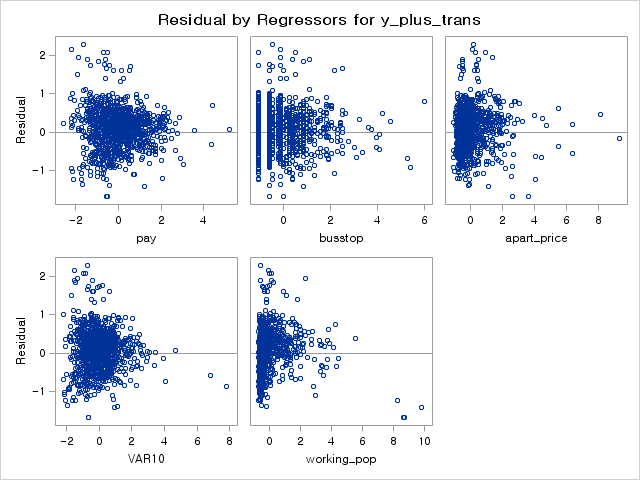 Residual by Regressors for y_plus_trans
Residual
2
1
0
−1
−2 0 2 4
pay
0 2 4 6
busstop
0 2 4 6 8
apart_price
Residual
2
1
0
−1
−2 0 2 4 6 8
VAR10
0 2 4 6 8 10
working_pop